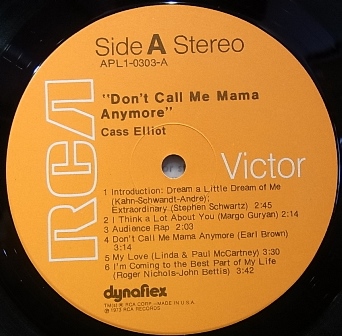 Side A Stereo
APL1-0303-A
"Don't Call Me Mama
Anymore"
Cass Elliot
RCA
Victor
1 Introduction: Dream a Little Dream of Me
(Kahn-Schwandt-Andre);
Extraordinary (Stephen Schwartz) 2:45
2 I Think a Lot About You (Margo Guryan) 2:14
3 Audience Rap 2:03
4 Don't Call Me Mama Anymore (Earl Brown)
3:14
5 My Love (Linda & Paul McCartney) 3:30
6 I'm Coming to the Best Part of My Life
(Roger Nichols-John Bettis) 3:42
dynaflex
TM(s) ® RCA CORP.-MADE IN U.S.A.
℗ 1973 RCA RECORDS